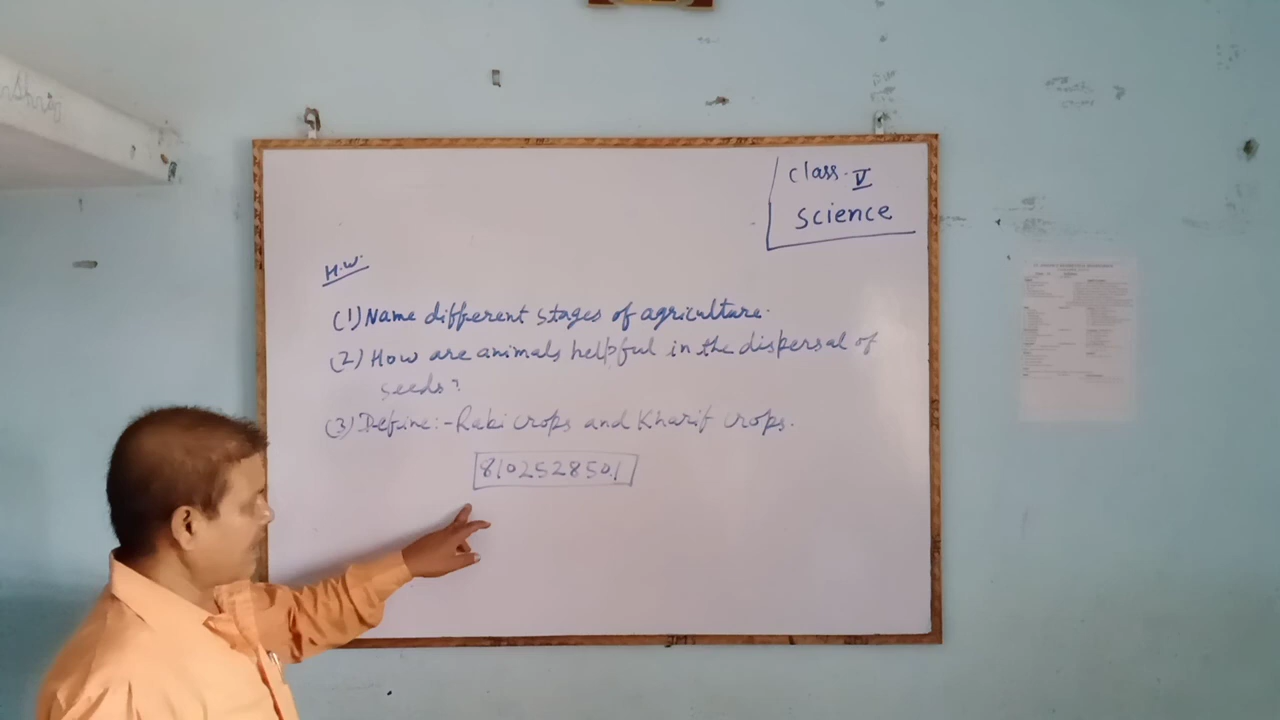 Class. V
Science
H.W.
(1) Name different stages of agriculture.
(2) How are animals helpful in the dispersal of
seeds?
(3) Define:- Rabi crops and Kharif crops.
8102528501